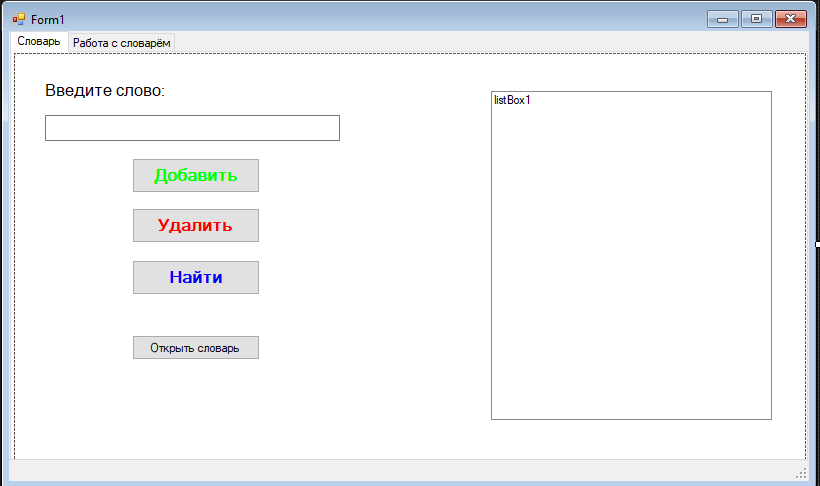 Form1
Словарь
Работа с словарём
Введите слово:
listBox1
Добавить
Удалить
Найти
Открыть словарь